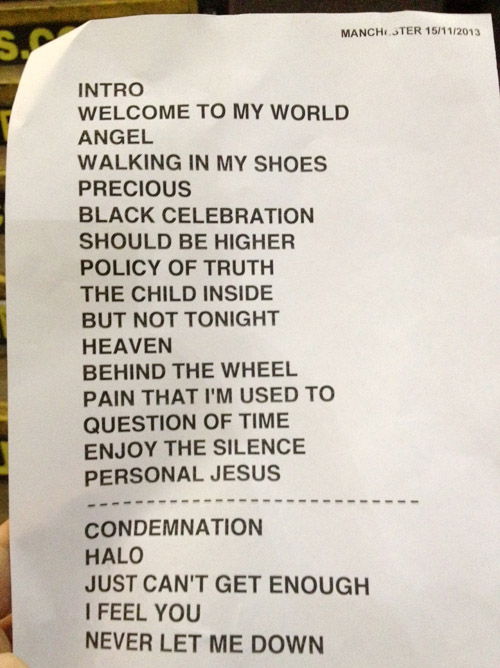 MANCHESTER 15/11/2013
INTRO
WELCOME TO MY WORLD
ANGEL
WALKING IN MY SHOES
PRECIOUS
BLACK CELEBRATION
SHOULD BE HIGHER
POLICY OF TRUTH
THE CHILD INSIDE
BUT NOT TONIGHT
HEAVEN
BEHIND THE WHEEL
PAIN THAT I'M USED TO
QUESTION OF TIME
ENJOY THE SILENCE
PERSONAL JESUS
------------------------------
CONDEMNATION
HALO
JUST CAN'T GET ENOUGH
I FEEL YOU
NEVER LET ME DOWN